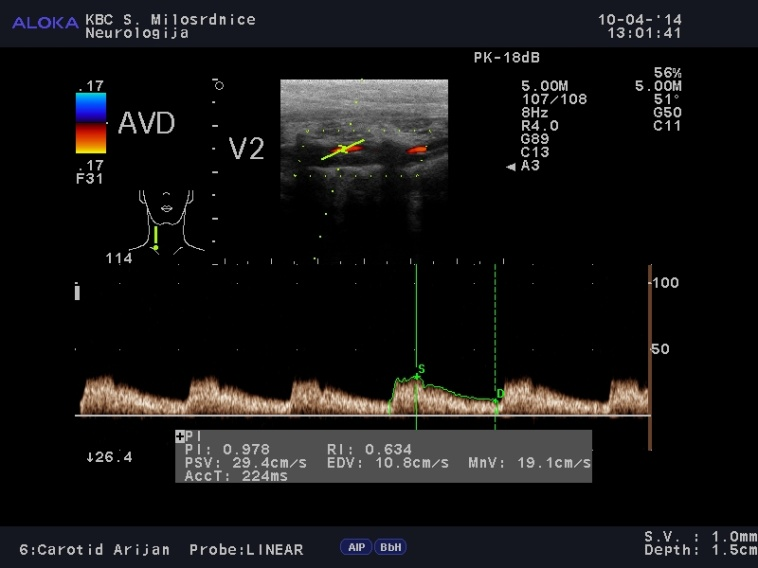 ALOKA KBC S. Milosrdnice
Neurologija
10-04-'14
13:01:41
PK-18dB
56%
5.00M 5.00M
107/108 51°
8Hz G50
R4.0 C11
G89
C13
A3
.17
AVD
V2
.17
F31
114
i
100
50
S
D
+PI
PI: 0.978 RI: 0.634
PSV: 29.4cm/s EDV: 10.8cm/s MnV: 19.1cm/s
AccT: 224ms
↓26.4
6:Carotid Arijan Probe:LINEAR
AIP BbH
S.V. : 1.0mm
Depth: 1.5cm